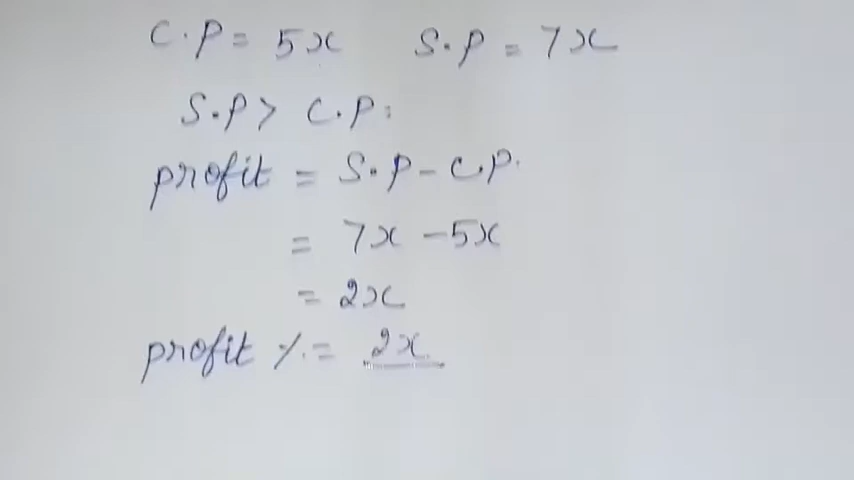 C.P = 5x S.P = 7x
S.P > C.P.
profit = S.P - C.P.
= 7x - 5x
= 2x
profit %. = 2x